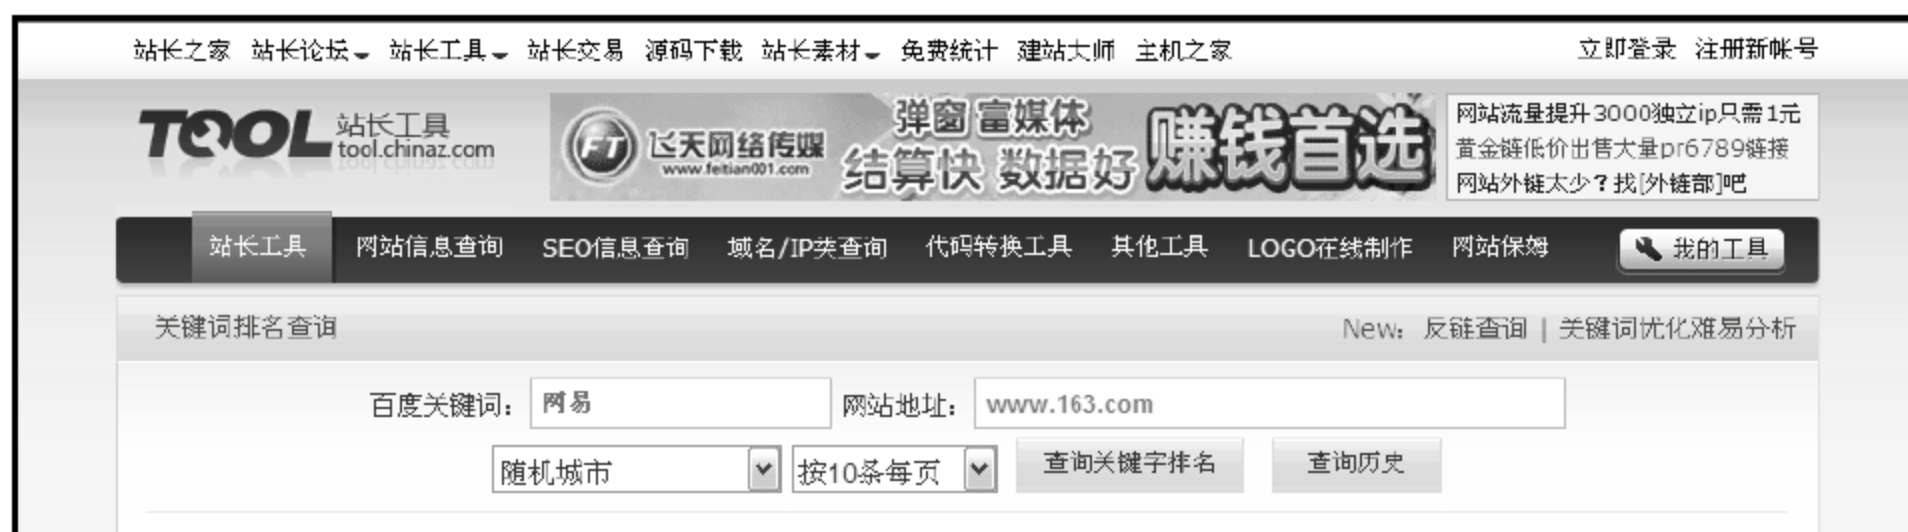 站长之家 站长论坛 站长工具 站长交易 源码下载 站长素材 免费统计 建站大师 主机之家 立即登录 注册新帐号
TOOL 站长工具
tool.chinaz.com
FT 飞天网络传媒
www.feitian001.com
弹窗 富媒体
结算快 数据好
赚钱首选
网站流量提升3000独立ip只需1元
黄金链低价出售大量pr6789链接
网站外链太少?找[外链部]吧
站长工具 网站信息查询 SEO信息查询 域名/IP类查询 代码转换工具 其他工具 LOGO在线制作 网站保姆 我的工具
关键词排名查询 New: 反链查询 | 关键词优化难易分析
百度关键词: 网易 网站地址: www.163.com
随机城市 按10条每页 查询关键字排名 查询历史